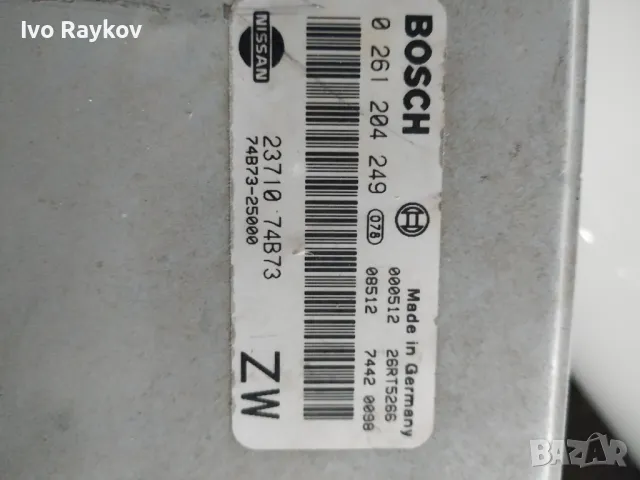 Ivo Raykov
BOSCH
0 261 204 249
078
Made in Germany
000512 26RT5266
08512 7442 0098
NISSAN
23710 74B73
74B73-25000
ZW
BAZAR